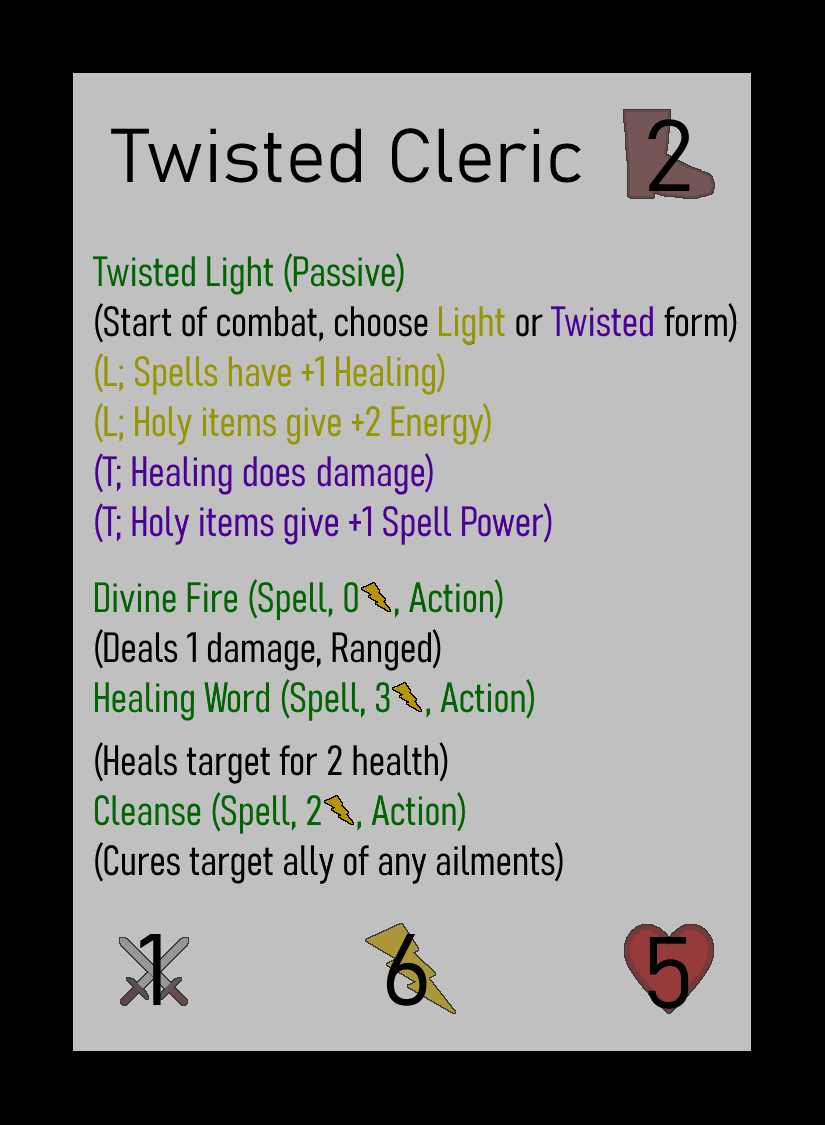 Twisted Cleric 2
Twisted Light (Passive)
(Start of combat, choose Light or Twisted form)
(L; Spells have +1 Healing)
(L; Holy items give +2 Energy)
(T; Healing does damage)
(T; Holy items give +1 Spell Power)
Divine Fire (Spell, 0, Action)
(Deals 1 damage, Ranged)
Healing Word (Spell, 3, Action)
(Heals target for 2 health)
Cleanse (Spell, 2, Action)
(Cures target ally of any ailments)
1 6 5